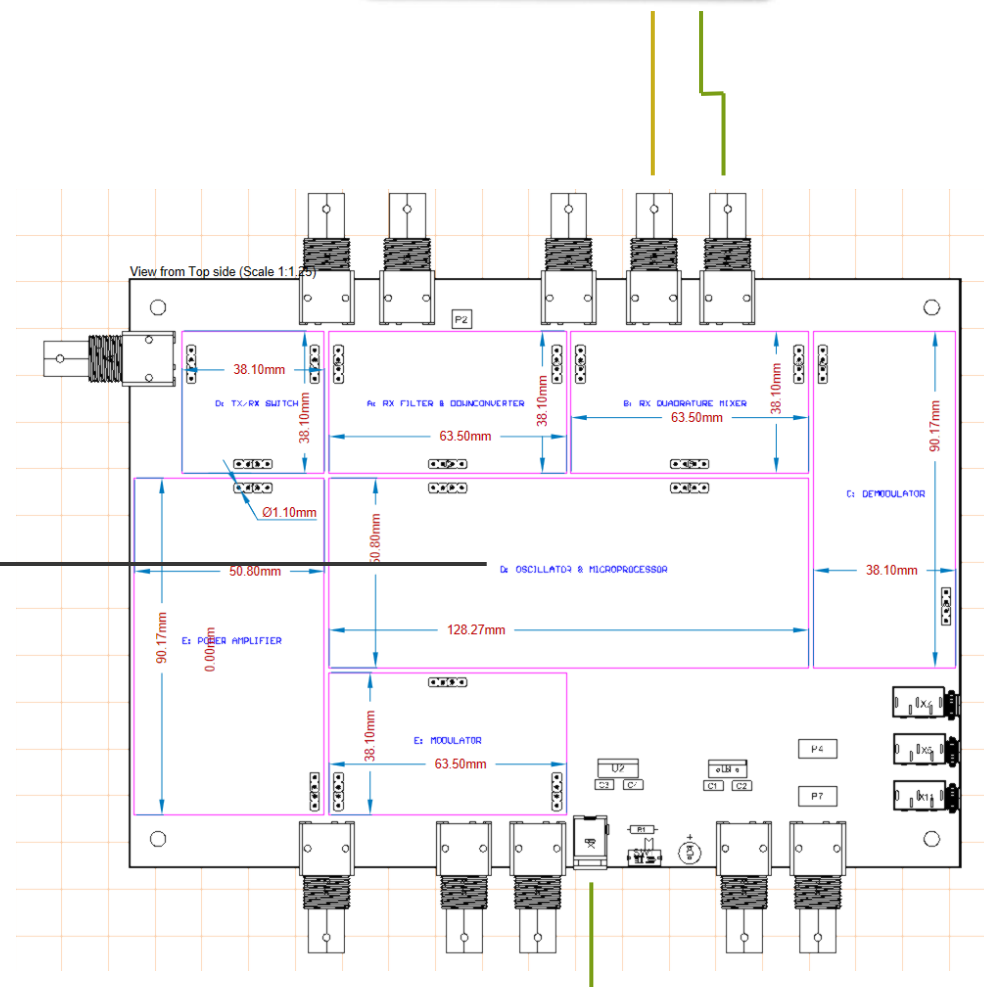 View from Top side (Scale 1:1.25)
P2
38.10mm
D: TX/RX SWITCH
38.10mm
A: RX FILTER & DOWNCONVERTER
38.10mm
63.50mm
B: RX QUADRATURE MIXER
38.10mm
63.50mm
90.17mm
C: DEMODULATOR
38.10mm
Ø1.10mm
50.80mm
90.17mm
E: POWER AMPLIFIER
0.00mm
50.80mm
OSCILLATOR & MICROPROCESSOR
128.27mm
38.10mm
E: MODULATOR
63.50mm
U2
C3
C1
C2
P4
P7
X11